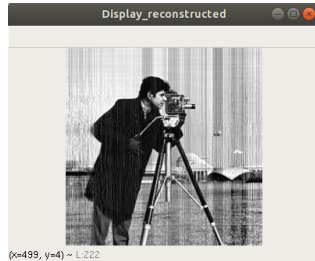 Display_reconstructed
(x=499, y=4) ~ L:222